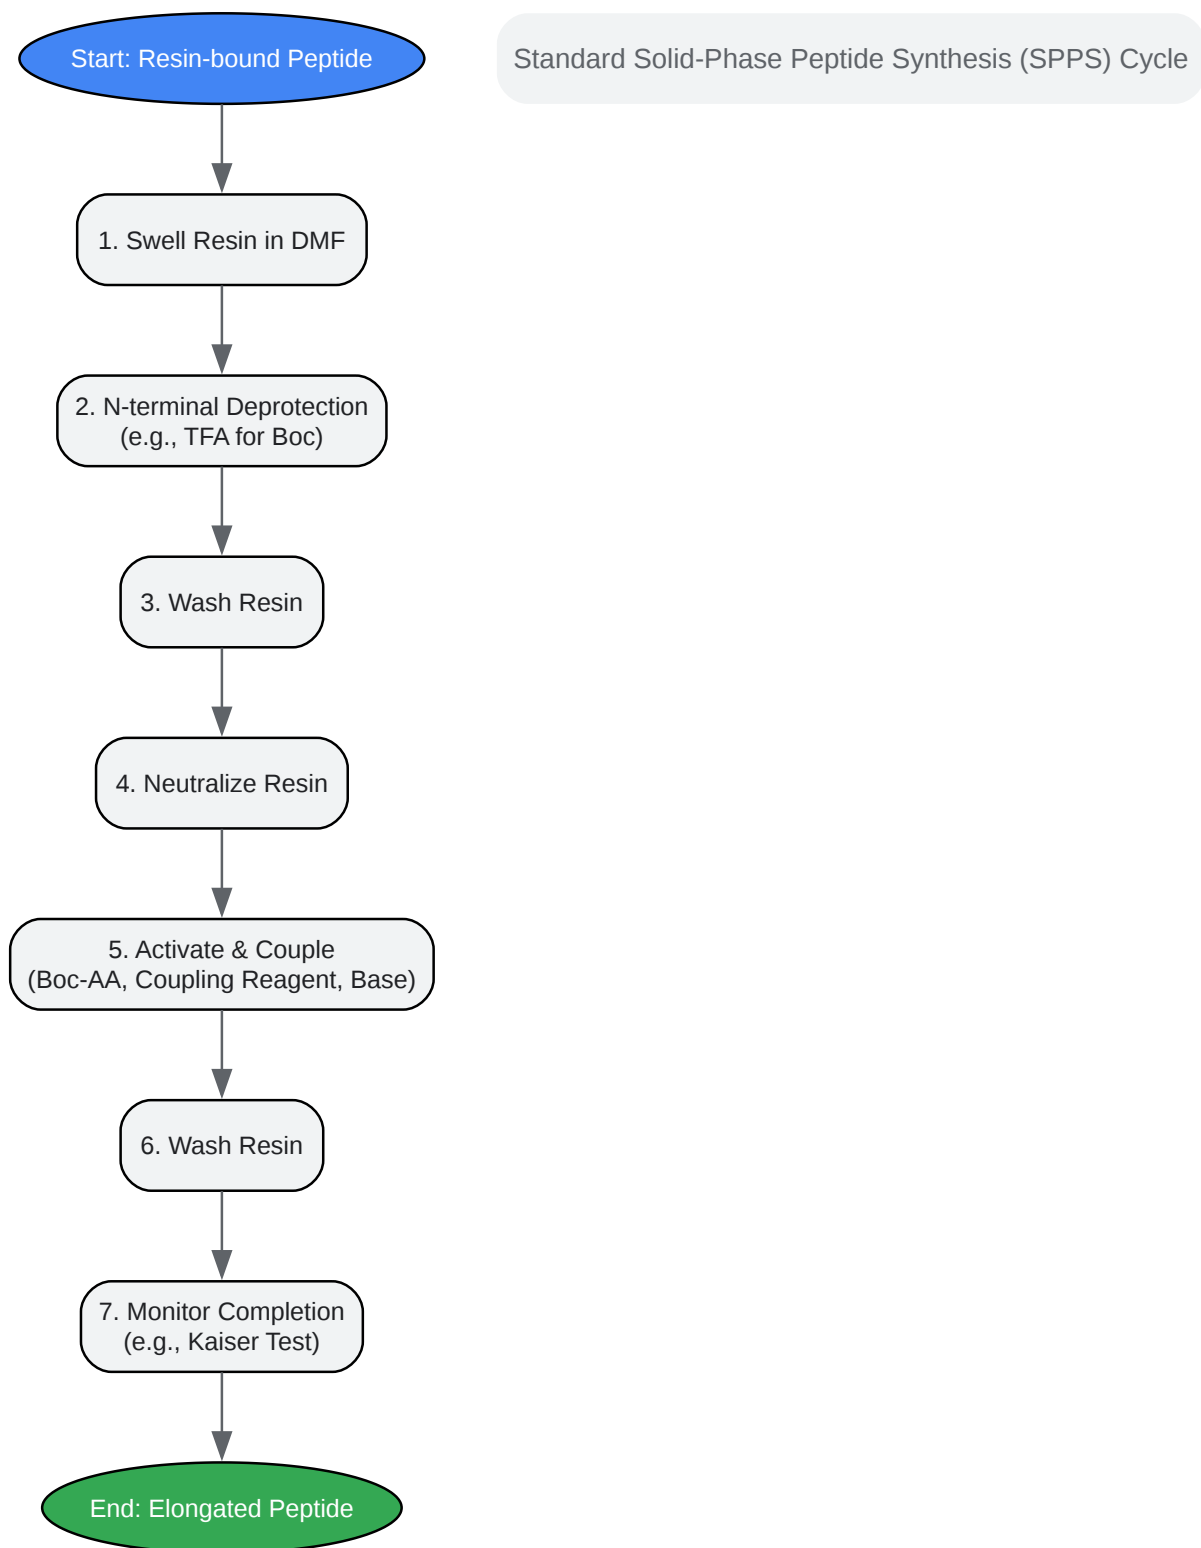 Start: Resin-bound Peptide
Standard Solid-Phase Peptide Synthesis (SPPS) Cycle
1. Swell Resin in DMF
2. N-terminal Deprotection
(e.g., TFA for Boc)
3. Wash Resin
4. Neutralize Resin
5. Activate & Couple
(Boc-AA, Coupling Reagent, Base)
6. Wash Resin
7. Monitor Completion
(e.g., Kaiser Test)
End: Elongated Peptide